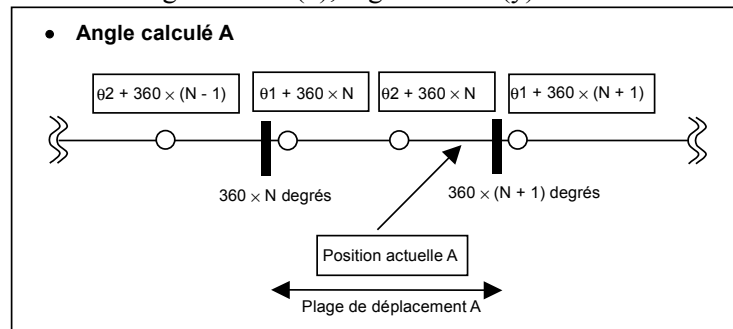 • Angle calculé A
θ2 + 360 × (N - 1) θ1 + 360 × N θ2 + 360 × N θ1 + 360 × (N + 1)
360 × N degrés 360 × (N + 1) degrés
Position actuelle A
Plage de déplacement A